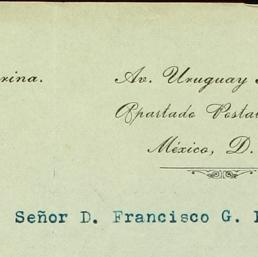 rina.
Av. Uruguay
Apartado Posta
México, D.
Señor D. Francisco G.